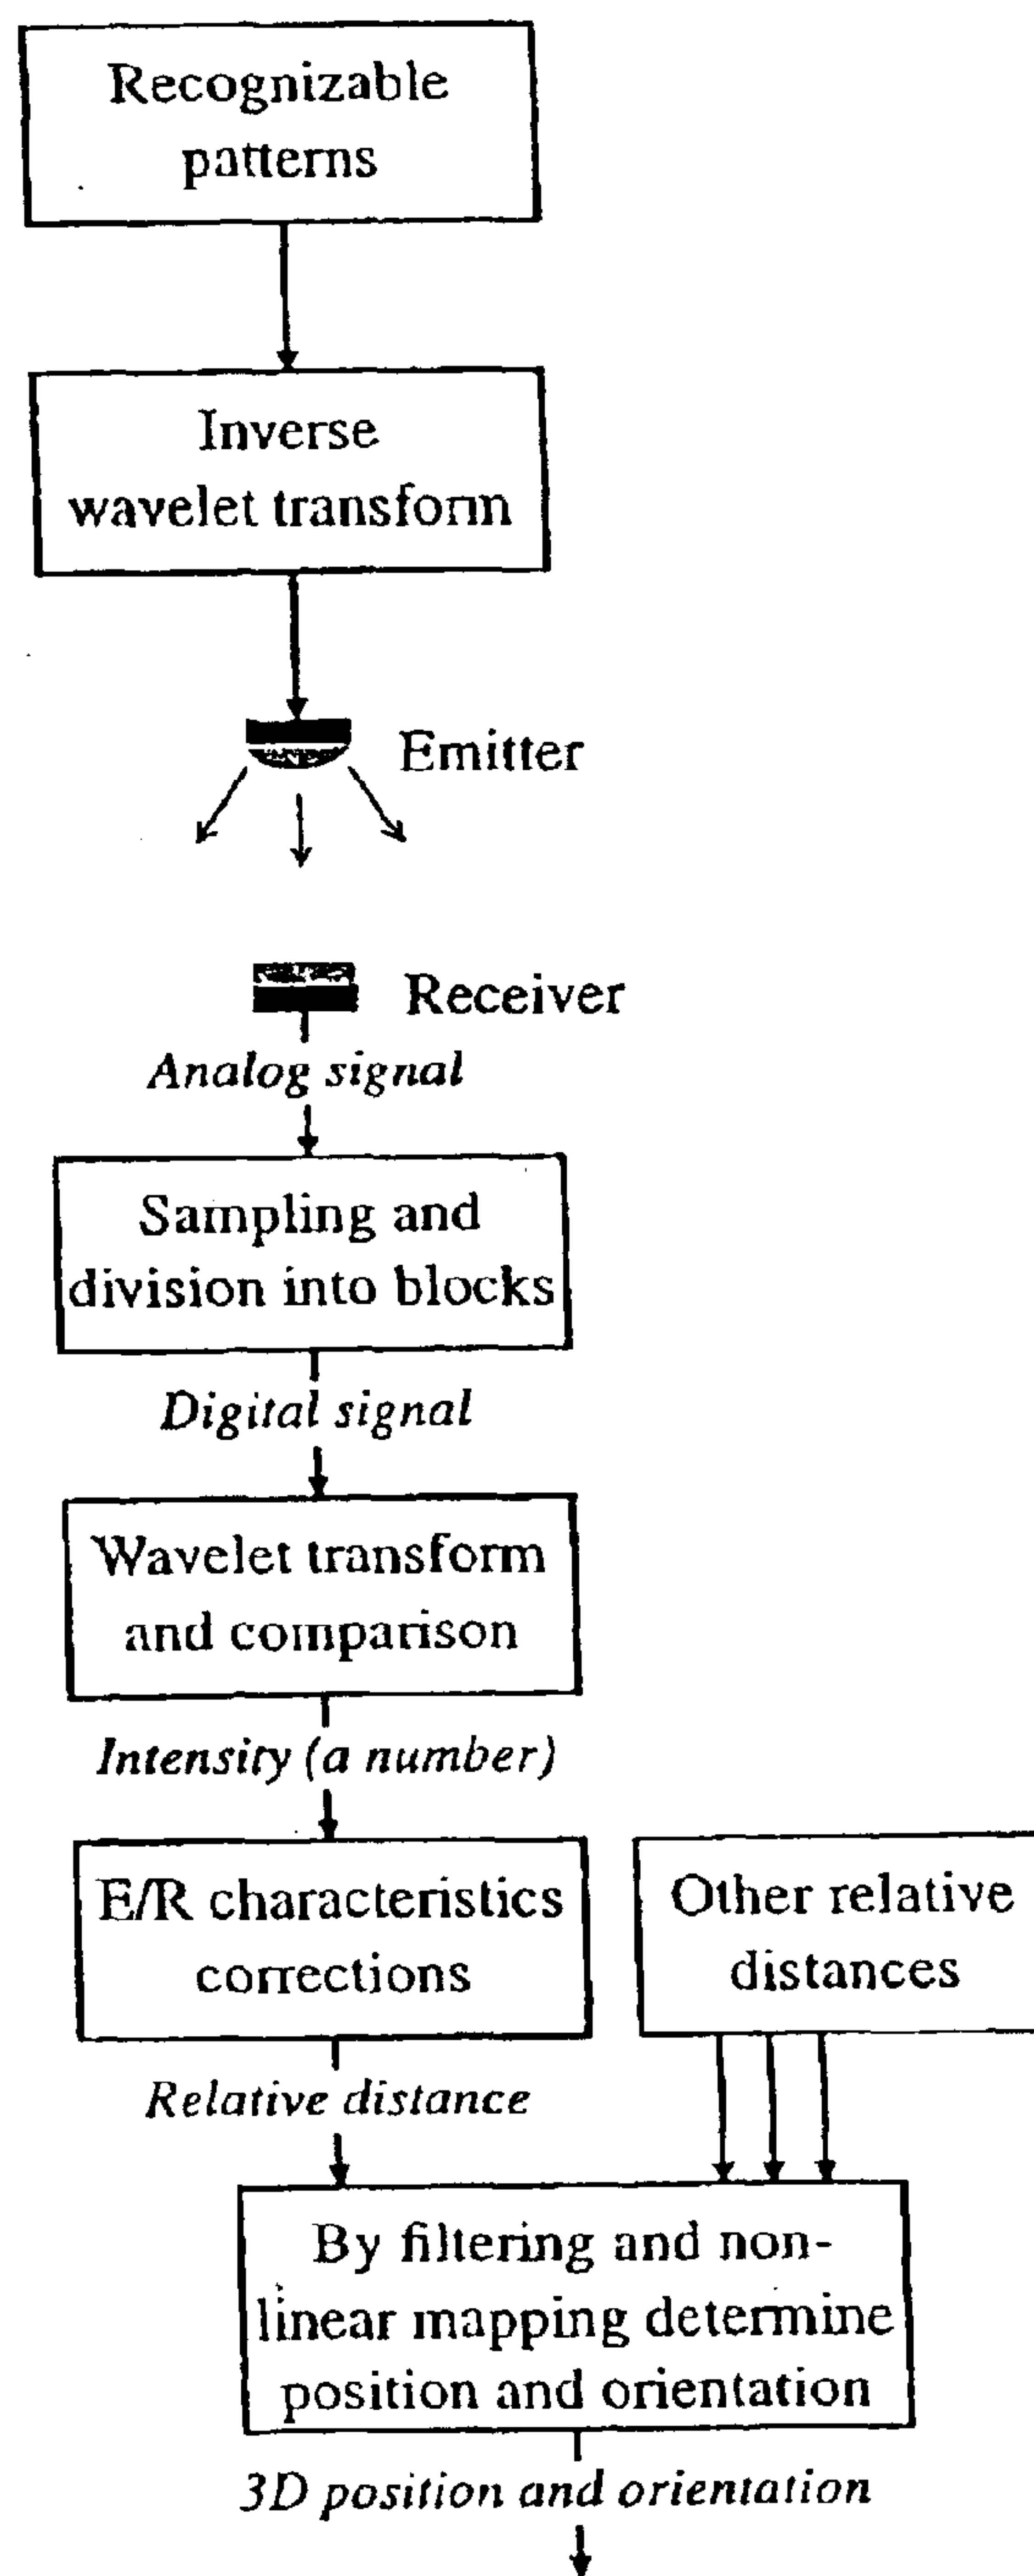 Recognizable
patterns
Inverse
wavelet transform
Emitter
Receiver
Analog signal
Sampling and
division into blocks
Digital signal
Wavelet transform
and comparison
Intensity (a number)
E/R characteristics
corrections
Other relative
distances
Relative distance
By filtering and non-
linear mapping determine
position and orientation
3D position and orientation